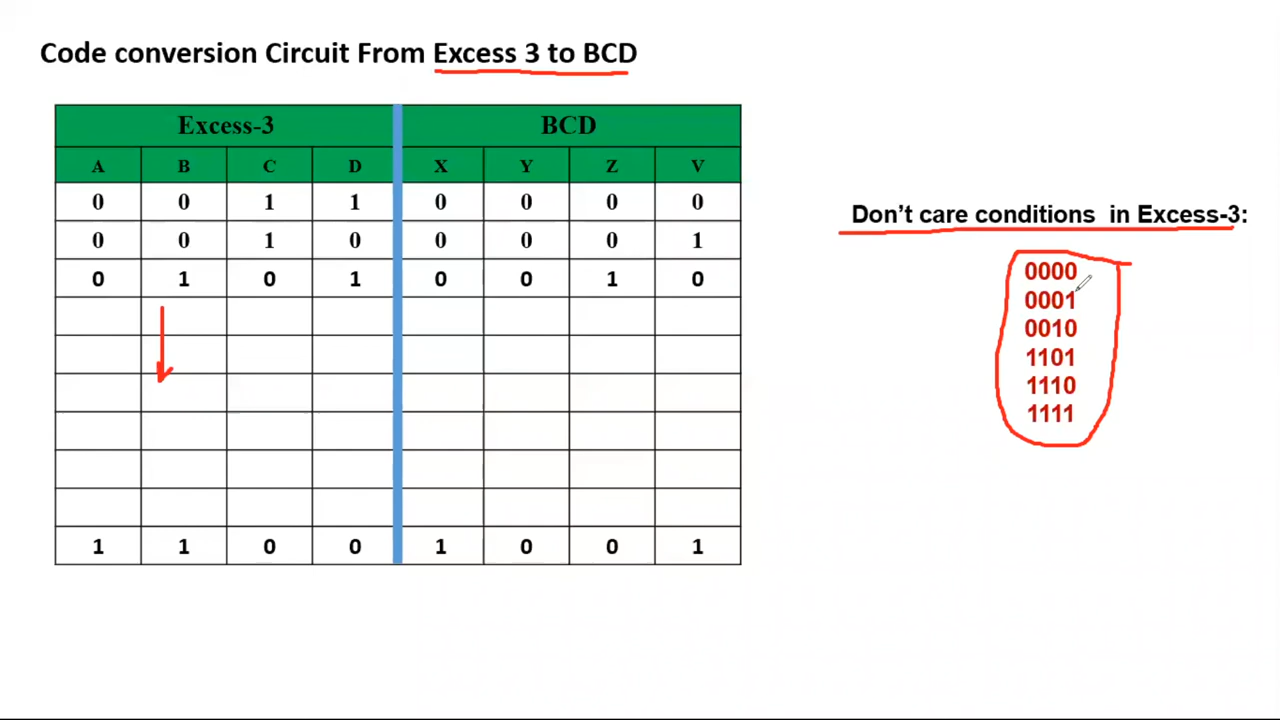 Code conversion Circuit From Excess 3 to BCD
Excess-3 BCD
A B C D X Y Z V
0 0 1 1 0 0 0 0
0 0 1 0 0 0 0 1
0 1 0 1 0 0 1 0
1 1 0 0 1 0 0 1
Don't care conditions in Excess-3:
0000
0001
0010
1101
1110
1111